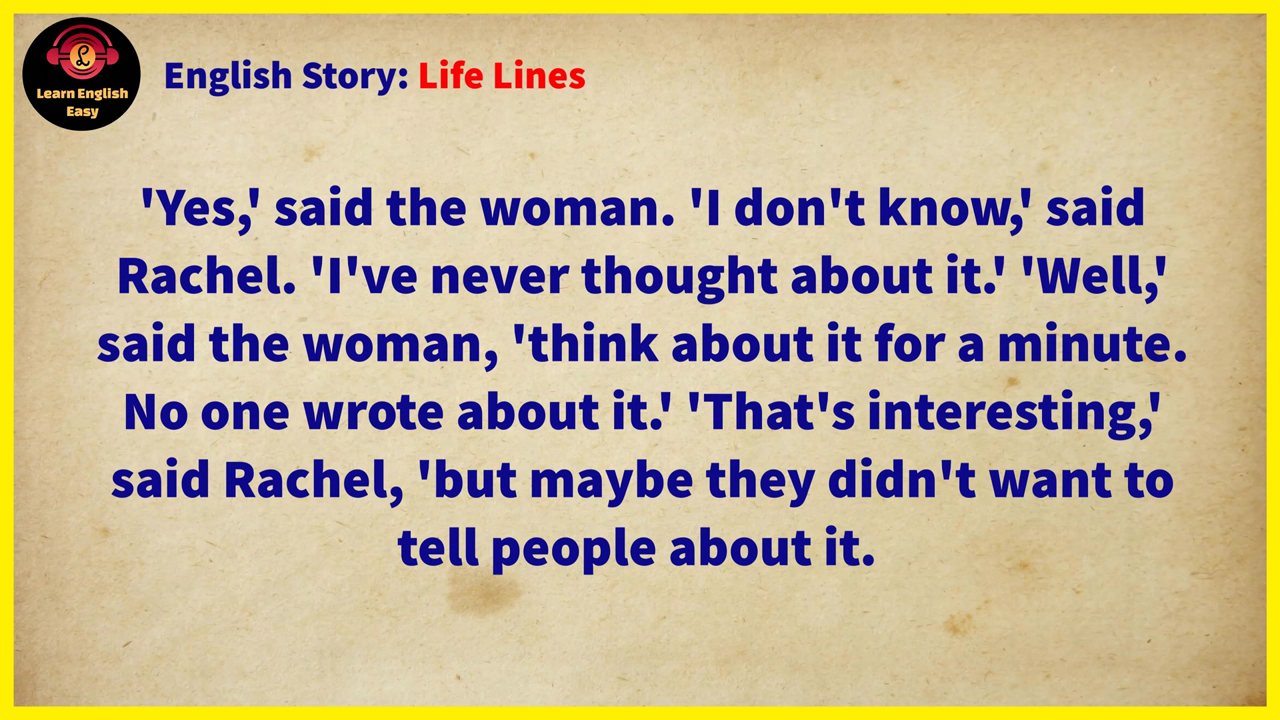 Learn English
Easy
English Story: Life Lines
'Yes,' said the woman. 'I don't know,' said
Rachel. 'I've never thought about it.' 'Well,'
said the woman, 'think about it for a minute.
No one wrote about it.' 'That's interesting,'
said Rachel, 'but maybe they didn't want to
tell people about it.